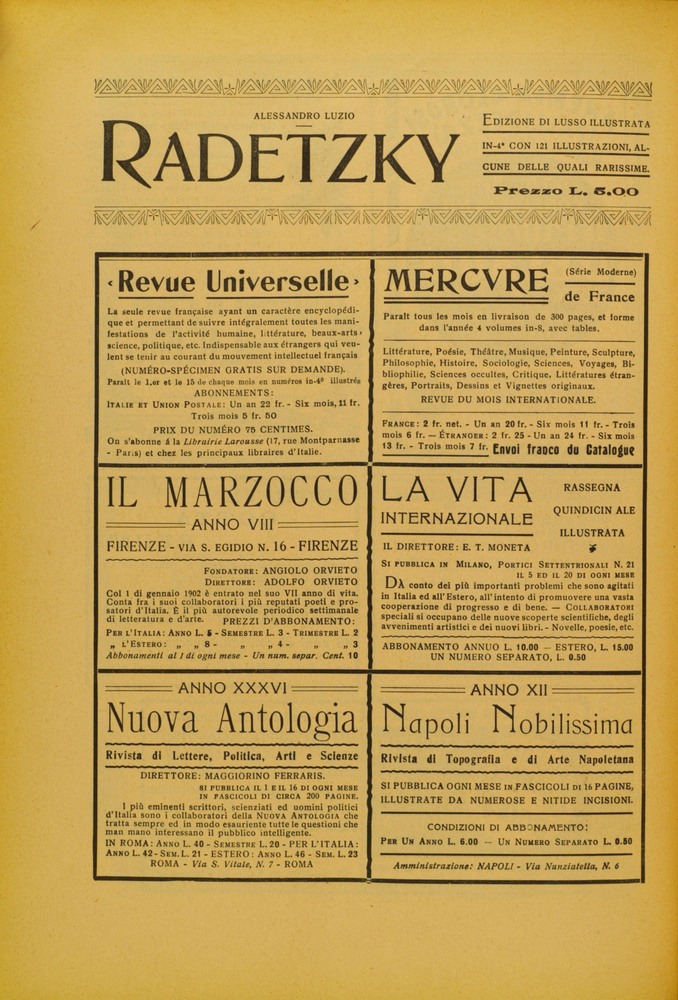 ALESSANDRO LUZIO
RADETZKY
EDIZIONE DI LUSSO ILLUSTRATA
IN-4° CON 121 ILLUSTRAZIONI, AL-
CUNE DELLE QUALI RARISSIME.
Prezzo L. 5.00
‹ Revue Universelle ›
La seule revue française ayant un caractère encyclopédi-
que et permettant de suivre intégralement toutes les mani-
festations de l'activité humaine, littérature, beaux-arts,
science, politique, etc. Indispensable aux étrangers qui veu-
lent se tenir au courant du mouvement intellectuel français
(NUMÉRO-SPÉCIMEN GRATIS SUR DEMANDE).
Paraît le 1.er et le 15 de chaque mois en numéros in-4° illustrés
ABONNEMENTS:
ITALIE ET UNION POSTALE: Un an 22 fr. - Six mois, 11 fr.
Trois mois 5 fr. 50
PRIX DU NUMÉRO 75 CENTIMES.
On s'abonne à la Librairie Larousse (17, rue Montparnasse
- Paris) et chez les principaux libraires d'Italie.
MERCVRE
(Série Moderne)
de France
Paraît tous les mois en livraison de 300 pages, et forme
dans l'année 4 volumes in-8, avec tables.
Littérature, Poésie, Théâtre, Musique, Peinture, Sculpture,
Philosophie, Histoire, Sociologie, Sciences, Voyages, Bi-
bliophilie, Sciences occultes, Critique, Littératures étran-
gères, Portraits, Dessins et Vignettes originaux.
REVUE DU MOIS INTERNATIONALE.
FRANCE: 2 fr. net. - Un an 20 fr. - Six mois 11 fr. - Trois
mois 6 fr. — ÉTRANGER: 2 fr. 25 - Un an 24 fr. - Six mois
13 fr. - Trois mois 7 fr. Envoi franco du Catalogue
IL MARZOCCO
ANNO VIII
FIRENZE - VIA S. EGIDIO N. 16 - FIRENZE
FONDATORE: ANGIOLO ORVIETO
DIRETTORE: ADOLFO ORVIETO
Col 1 di gennaio 1902 è entrato nel suo VII anno di vita.
Conta fra i suoi collaboratori i più reputati poeti e pro-
satori d'Italia. È il più autorevole periodico settimanale
di letteratura e d'arte. PREZZI D'ABBONAMENTO:
PER L'ITALIA: ANNO L. 5 - SEMESTRE L. 3 - TRIMESTRE L. 2
„ L'ESTERO: „ „ 8 - „ „ 4 - „ „ 3
Abbonamenti al 1 di ogni mese - Un num. separ. Cent. 10
LA VITA
INTERNAZIONALE
RASSEGNA
QUINDICIN ALE
ILLUSTRATA
IL DIRETTORE: E. T. MONETA
SI PUBBLICA IN MILANO, PORTICI SETTENTRIONALI N. 21
IL 5 ED IL 20 DI OGNI MESE
DÀ conto dei più importanti problemi che sono agitati
in Italia ed all'Estero, all'intento di promuovere una vasta
cooperazione di progresso e di bene. — COLLABORATORI
speciali si occupano delle nuove scoperte scientifiche, degli
avvenimenti artistici e dei nuovi libri. - Novelle, poesie, etc.
ABBONAMENTO ANNUO L. 10.00 — ESTERO, L. 15.00
UN NUMERO SEPARATO, L. 0.50
ANNO XXXVI
Nuova Antologia
Rivista di Lettere, Politica, Arti e Scienze
DIRETTORE: MAGGIORINO FERRARIS.
SI PUBBLICA IL 1 E IL 16 DI OGNI MESE
IN FASCICOLI DI CIRCA 200 PAGINE.
I più eminenti scrittori, scienziati ed uomini politici
d'Italia sono i collaboratori della NUOVA ANTOLOGIA che
tratta sempre ed in modo esauriente tutte le questioni che
man mano interessano il pubblico intelligente.
IN ROMA: ANNO L. 40 - SEMESTRE L. 20 - PER L'ITALIA:
ANNO L. 42 - SEM. L. 21 - ESTERO: ANNO L. 46 - SEM. L. 23
ROMA - Via S. Vitale, N. 7 - ROMA
ANNO XII
Napoli Nobilissima
Rivista di Topografia e di Arte Napoletana
SI PUBBLICA OGNI MESE IN FASCICOLI DI 16 PAGINE,
ILLUSTRATE DA NUMEROSE E NITIDE INCISIONI.
CONDIZIONI DI ABBONAMENTO:
PER UN ANNO L. 6.00 — UN NUMERO SEPARATO L. 0.50
Amministrazione: NAPOLI - Via Nunziatella, N. 6